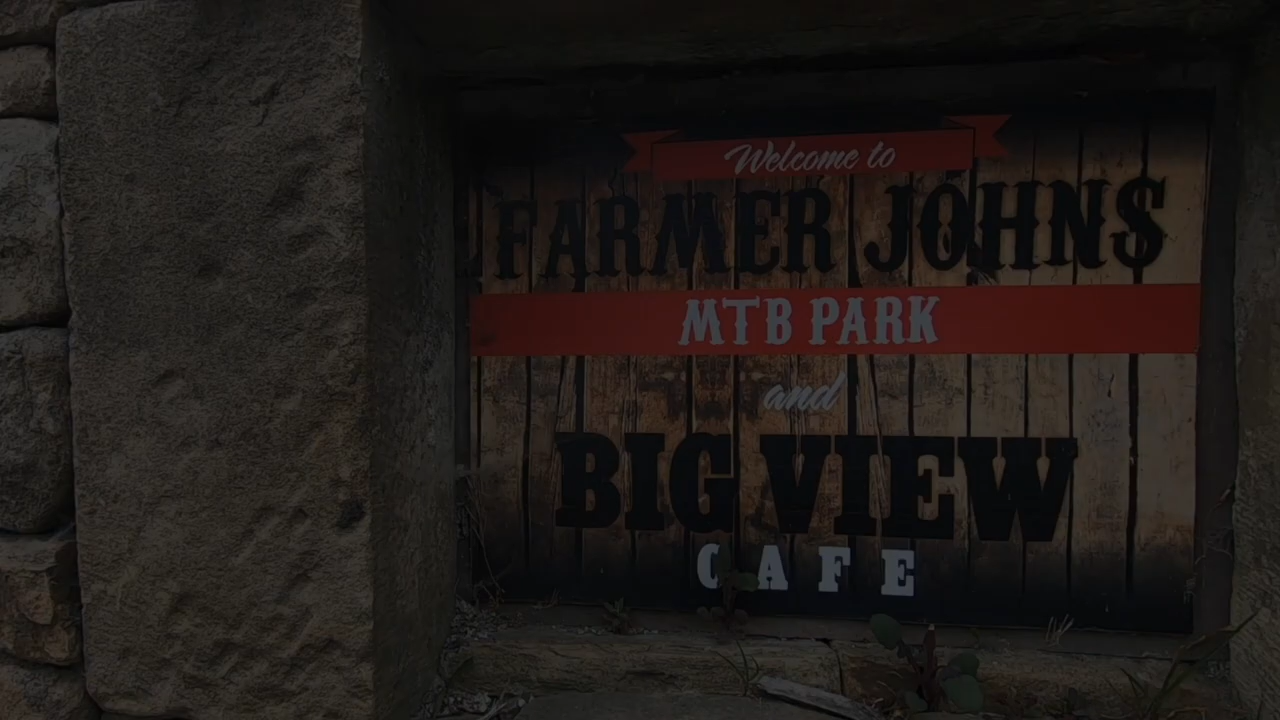 Welcome to
FARMER JOHNS
MTB PARK
and
BIG VIEW
CAFE